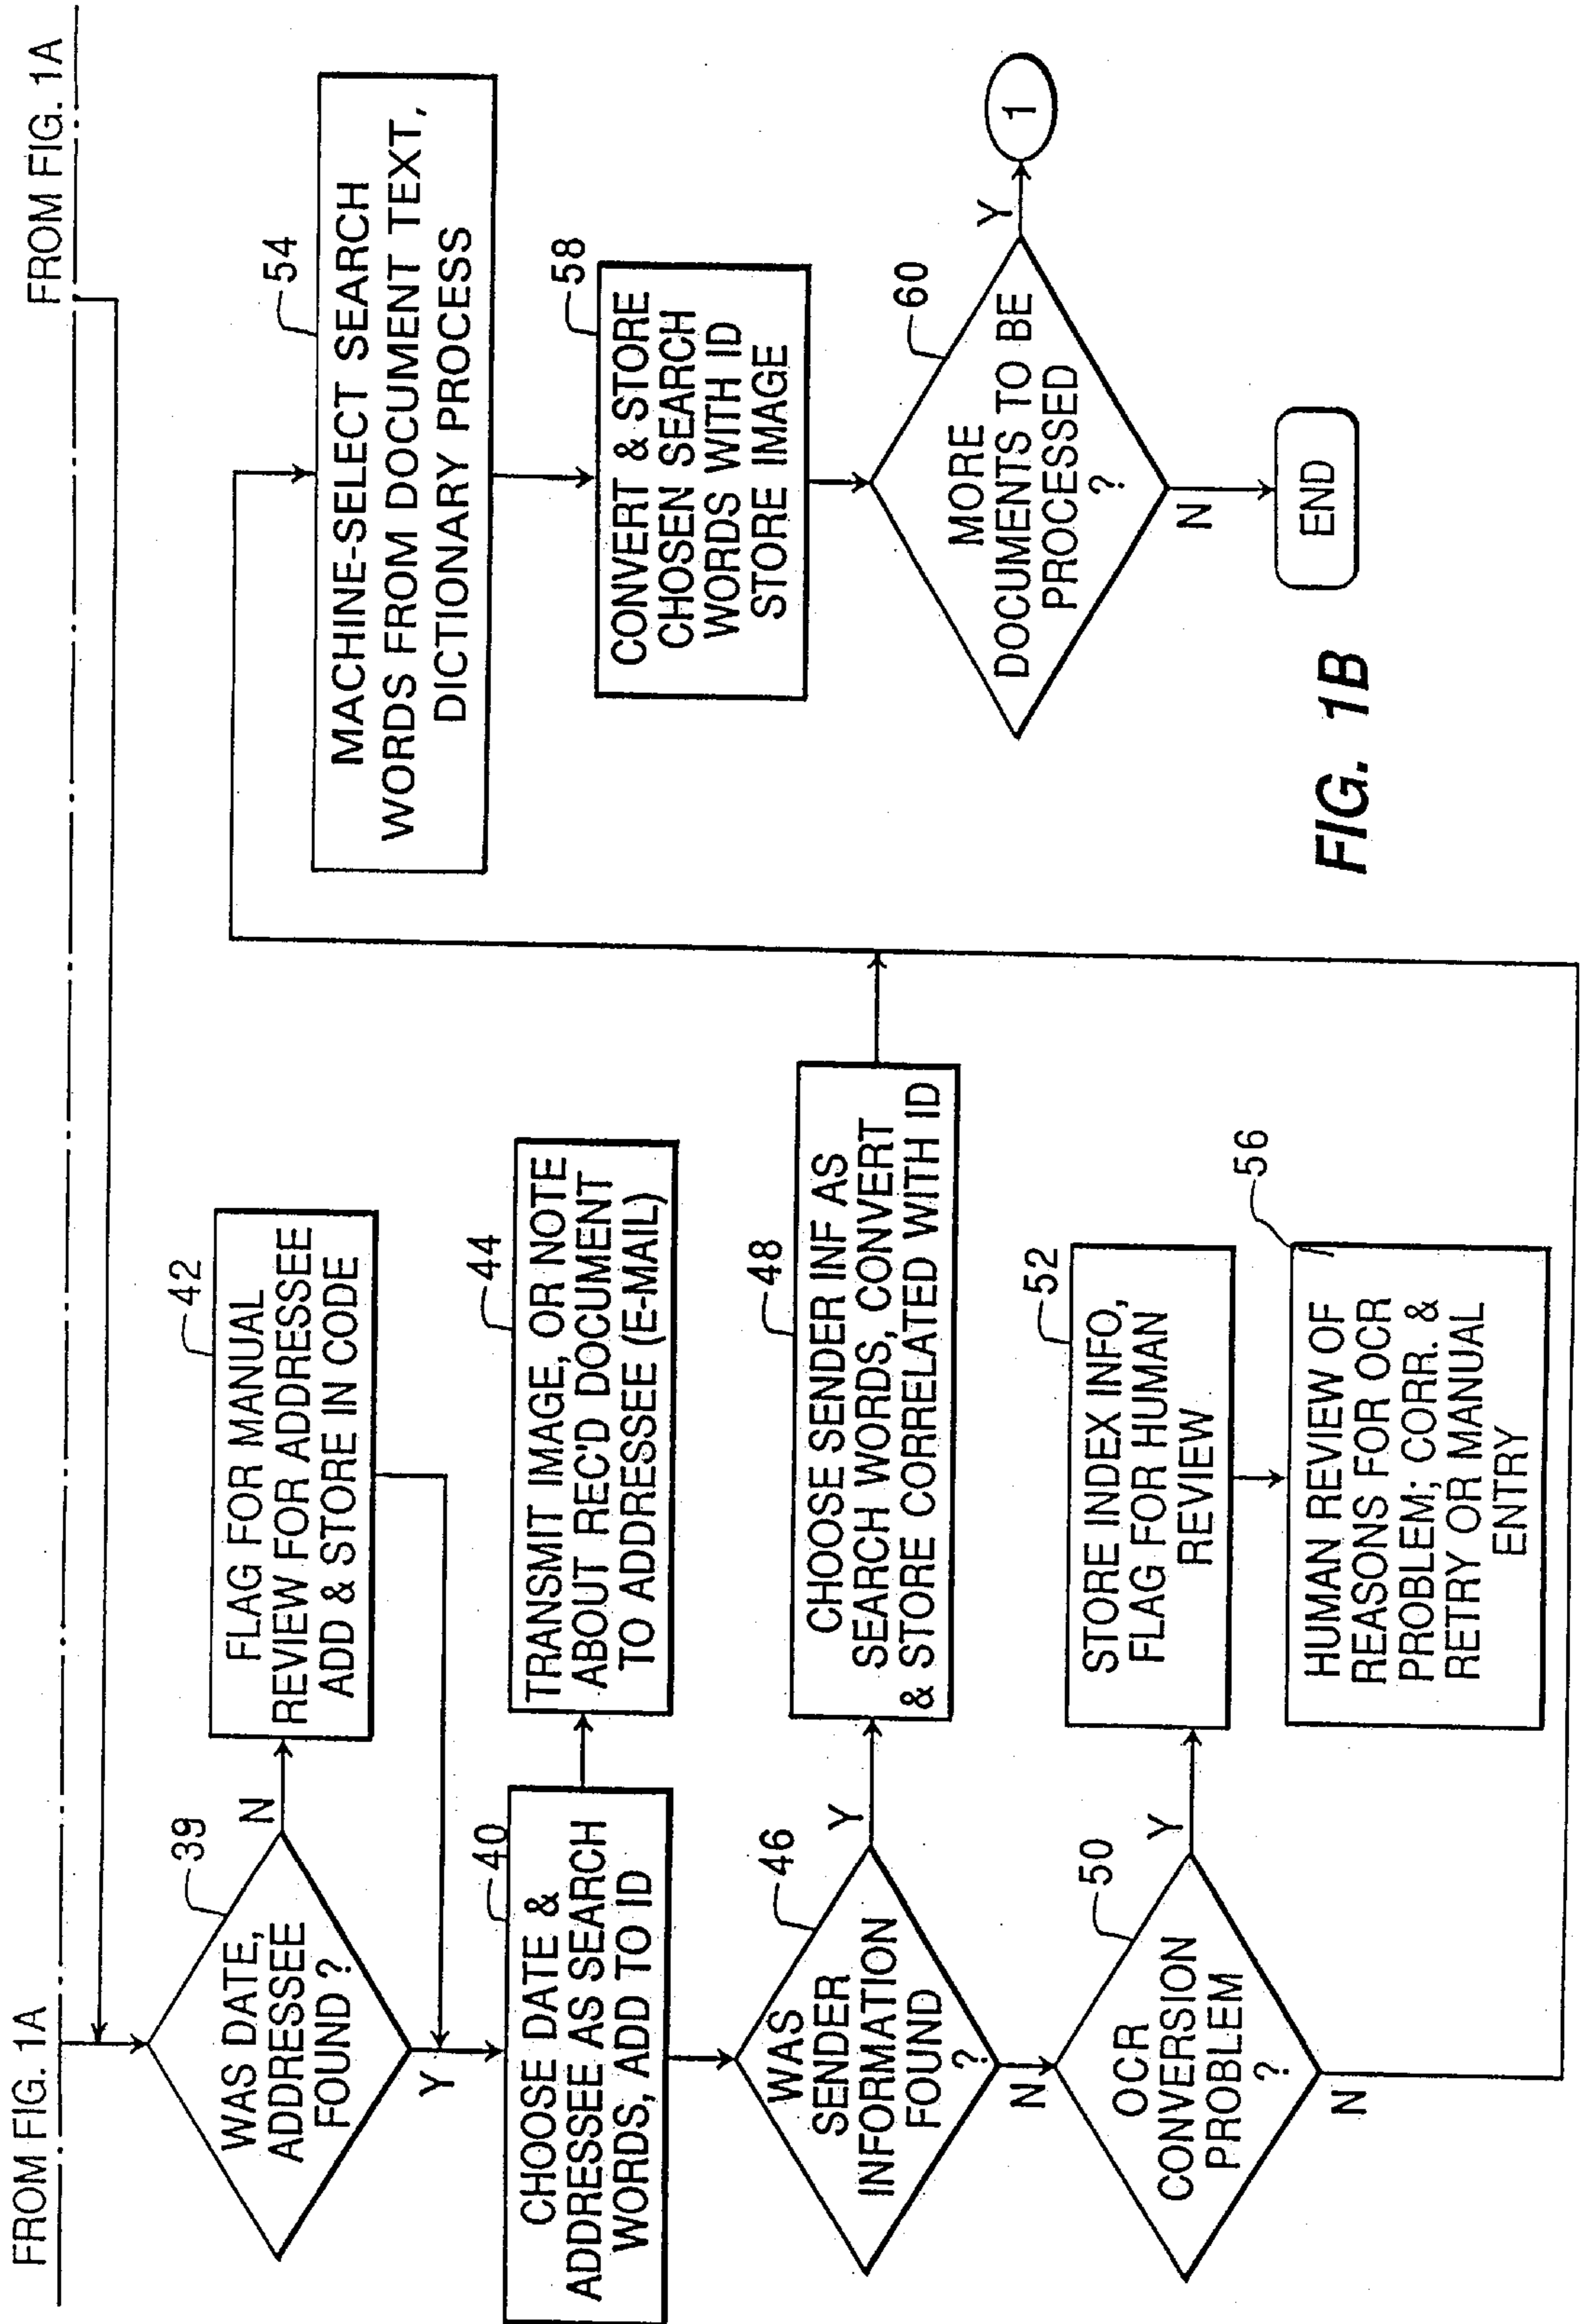 FROM FIG. 1A
FROM FIG. 1A
39
WAS DATE,
ADDRESSEE
FOUND ?
N
Y
42
FLAG FOR MANUAL
REVIEW FOR ADDRESSEE
ADD & STORE IN CODE
40
CHOOSE DATE &
ADDRESSEE AS SEARCH
WORDS, ADD TO ID
44
TRANSMIT IMAGE, OR NOTE
ABOUT REC'D DOCUMENT
TO ADDRESSEE (E-MAIL)
46
WAS
SENDER
INFORMATION
FOUND
?
Y
N
48
CHOOSE SENDER INF AS
SEARCH WORDS, CONVERT
& STORE CORRELATED WITH ID
50
OCR
CONVERSION
PROBLEM
?
Y
N
52
STORE INDEX INFO,
FLAG FOR HUMAN
REVIEW
56
HUMAN REVIEW OF
REASONS FOR OCR
PROBLEM; CORR. &
RETRY OR MANUAL
ENTRY
54
MACHINE-SELECT SEARCH
WORDS FROM DOCUMENT TEXT,
DICTIONARY PROCESS
58
CONVERT & STORE
CHOSEN SEARCH
WORDS WITH ID
STORE IMAGE
60
MORE
DOCUMENTS TO BE
PROCESSED
?
Y
1
N
END
FIG. 1B